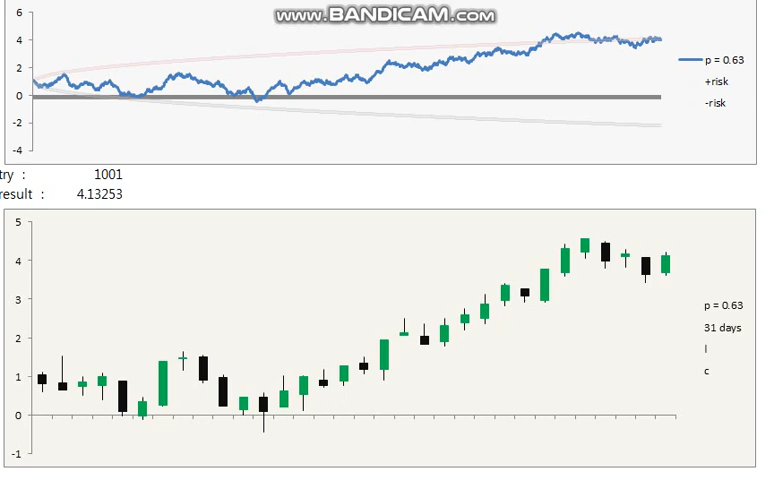 www.BANDICAM.com
6
4
2
0
-2
-4
p = 0.63
+risk
-risk
try : 1001
result : 4.13253
5
4
3
2
1
0
-1
p = 0.63
31 days
l
c